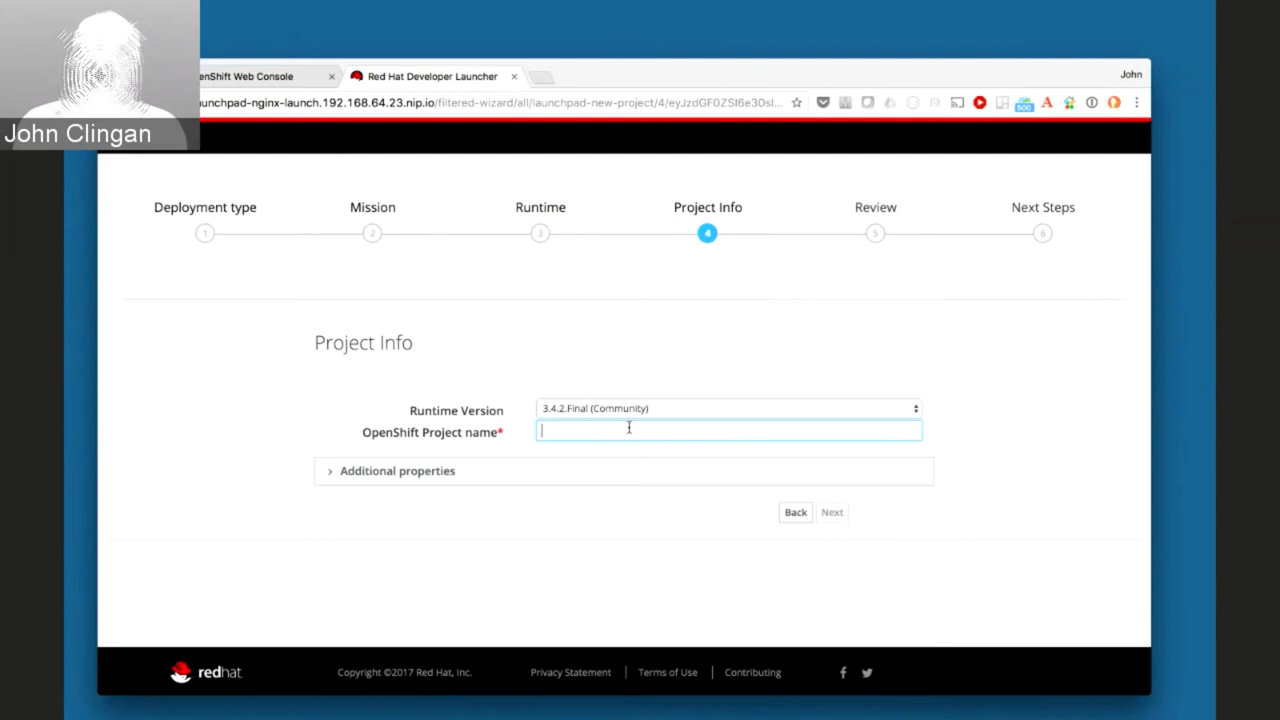 John Clingan
enShift Web Console
Red Hat Developer Launcher
John
unchpad-nginx-launch.192.168.64.23.nip.io/filtered-wizard/all/launchpad-new-project/4/eyJzdGF0ZSI6e30sI...
500
A
Deployment type
Mission
Runtime
Project Info
Review
Next Steps
1
2
3
4
5
6
Project Info
Runtime Version
3.4.2.Final (Community)
OpenShift Project name*
Additional properties
Back
Next
redhat
Copyright ©2017 Red Hat, Inc.
Privacy Statement
Terms of Use
Contributing